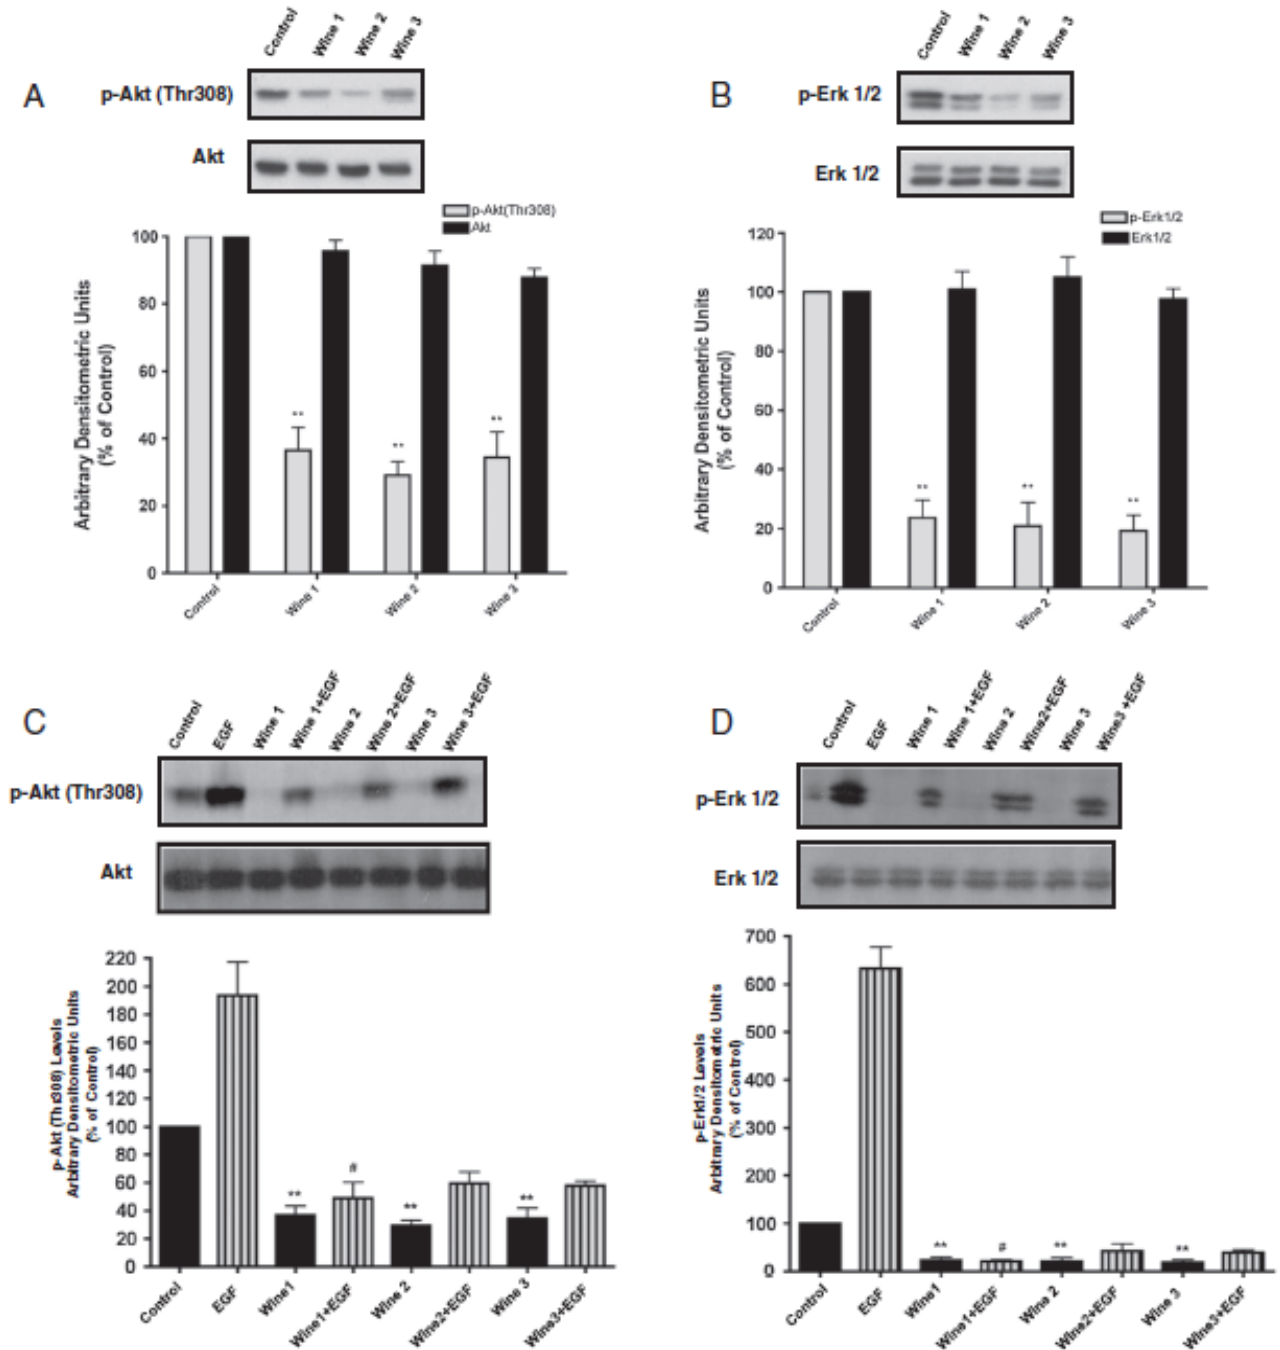 Control Wine 1 Wine 2 Wine 3
A
p-Akt (Thr308)
Akt
p-Akt(Thr308)
Akt
Arbitrary Densitometric Units
(% of Control)
100
80
60
40
20
0
**
**
**
Control Wine 1 Wine 2 Wine 3
Control Wine 1 Wine 2 Wine 3
B
p-Erk 1/2
Erk 1/2
p-Erk1/2
Erk1/2
Arbitrary Densitometric Units
(% of Control)
120
100
80
60
40
20
0
**
**
**
Control Wine 1 Wine 2 Wine 3
Control EGF Wine 1 Wine 1+EGF Wine 2 Wine 2+EGF Wine 3 Wine 3+EGF
C
p-Akt (Thr308)
Akt
p-Akt (Thr308) Levels
Arbitrary Densitometric Units
(% of Control)
220
200
180
160
140
120
100
80
60
40
20
0
** # ** **
Control EGF Wine1 Wine1+EGF Wine 2 Wine2+EGF Wine 3 Wine3+EGF
Control EGF Wine 1 Wine 1+EGF Wine 2 Wine2+EGF Wine 3 Wine3 +EGF
D
p-Erk 1/2
Erk 1/2
p-Erk1/2 Levels
Arbitrary Densitometric Units
(% of Control)
700
600
500
400
300
200
100
0
** # ** **
Control EGF Wine1 Wine1+EGF Wine 2 Wine2+EGF Wine 3 Wine3+EGF